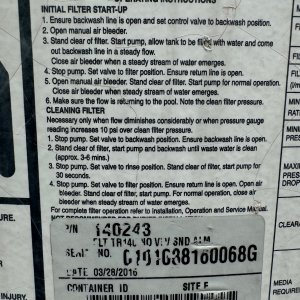 OPERATING INSTRUCTIONS
INITIAL FILTER START-UP
1. Ensure backwash line is open and set control valve to backwash position.
2. Open manual air bleeder.
3. Stand clear of filter. Start pump, allow tank to be filled with water and come
out backwash line in a steady flow.
Close air bleeder when a steady stream of water emerges.
4. Stop pump. Set valve to filter position. Ensure return line is open.
5. Open air bleeder. Stand clear of filter. Start pump for normal operation.
Close air bleeder when steady stream of water emerges.
6. Make sure the flow is returned to the pool. Note the clean filter pressure.
CLEANING FILTER
Necessary only when flow diminishes considerably or when pressure gauge
reading increases 10 psi over clean filter pressure.
1. Stop pump. Set valve to backwash position. Ensure backwash line is open.
2. Stand clear of filter, start pump and backwash until waste water is clean
(approx. 3-6 mins.)
3. Stop pump. Set valve to rinse position. Stand clear of filter, start pump for
30 seconds.
4. Stop pump. Set valve to filter position. Ensure return line is open. Open
air bleeder. Stand clear of filter. Start pump for normal operation.
Close air bleeder when steady stream of water emerges.
For complete filter operation refer to Installation, Operation and Service Manual.
P/N 140243
NO. 0101088160068G
DATE 03/28/2016
CONTAINER ID SITE F
URE.
FILTER
MAXIMUM
PRESSURE
DROP